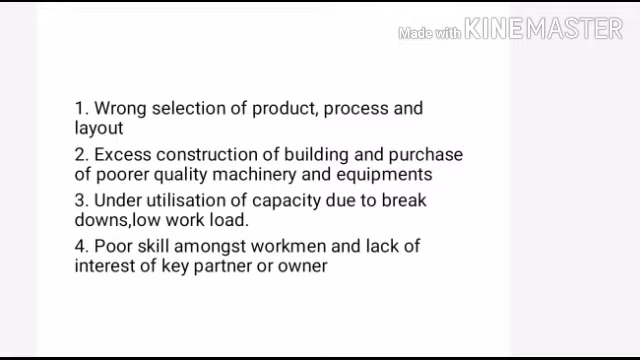 Made with KINEMASTER
1. Wrong selection of product, process and
layout
2. Excess construction of building and purchase
of poorer quality machinery and equipments
3. Under utilisation of capacity due to break
downs,low work load.
4. Poor skill amongst workmen and lack of
interest of key partner or owner